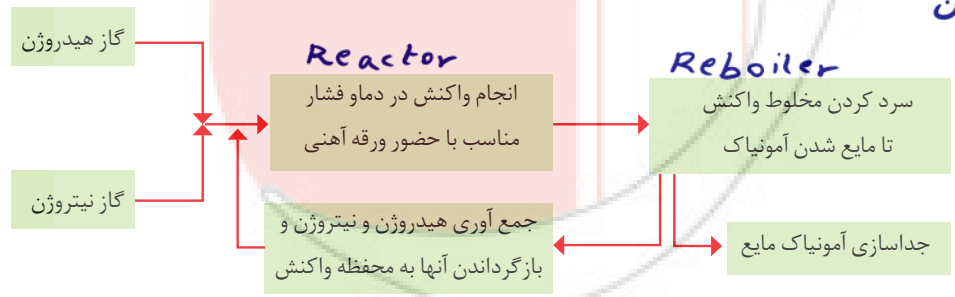 ن
گاز هیدروژن
Reactor
انجام واکنش در دماو فشار
مناسب با حضور ورقه آهنی
Reboiler
سرد کردن مخلوط واکنش
تا مایع شدن آمونیاک
گاز نیتروژن
جمع آوری هیدروژن و نیتروژن و
بازگرداندن آنها به محفظه واکنش
جداسازی آمونیاک مایع